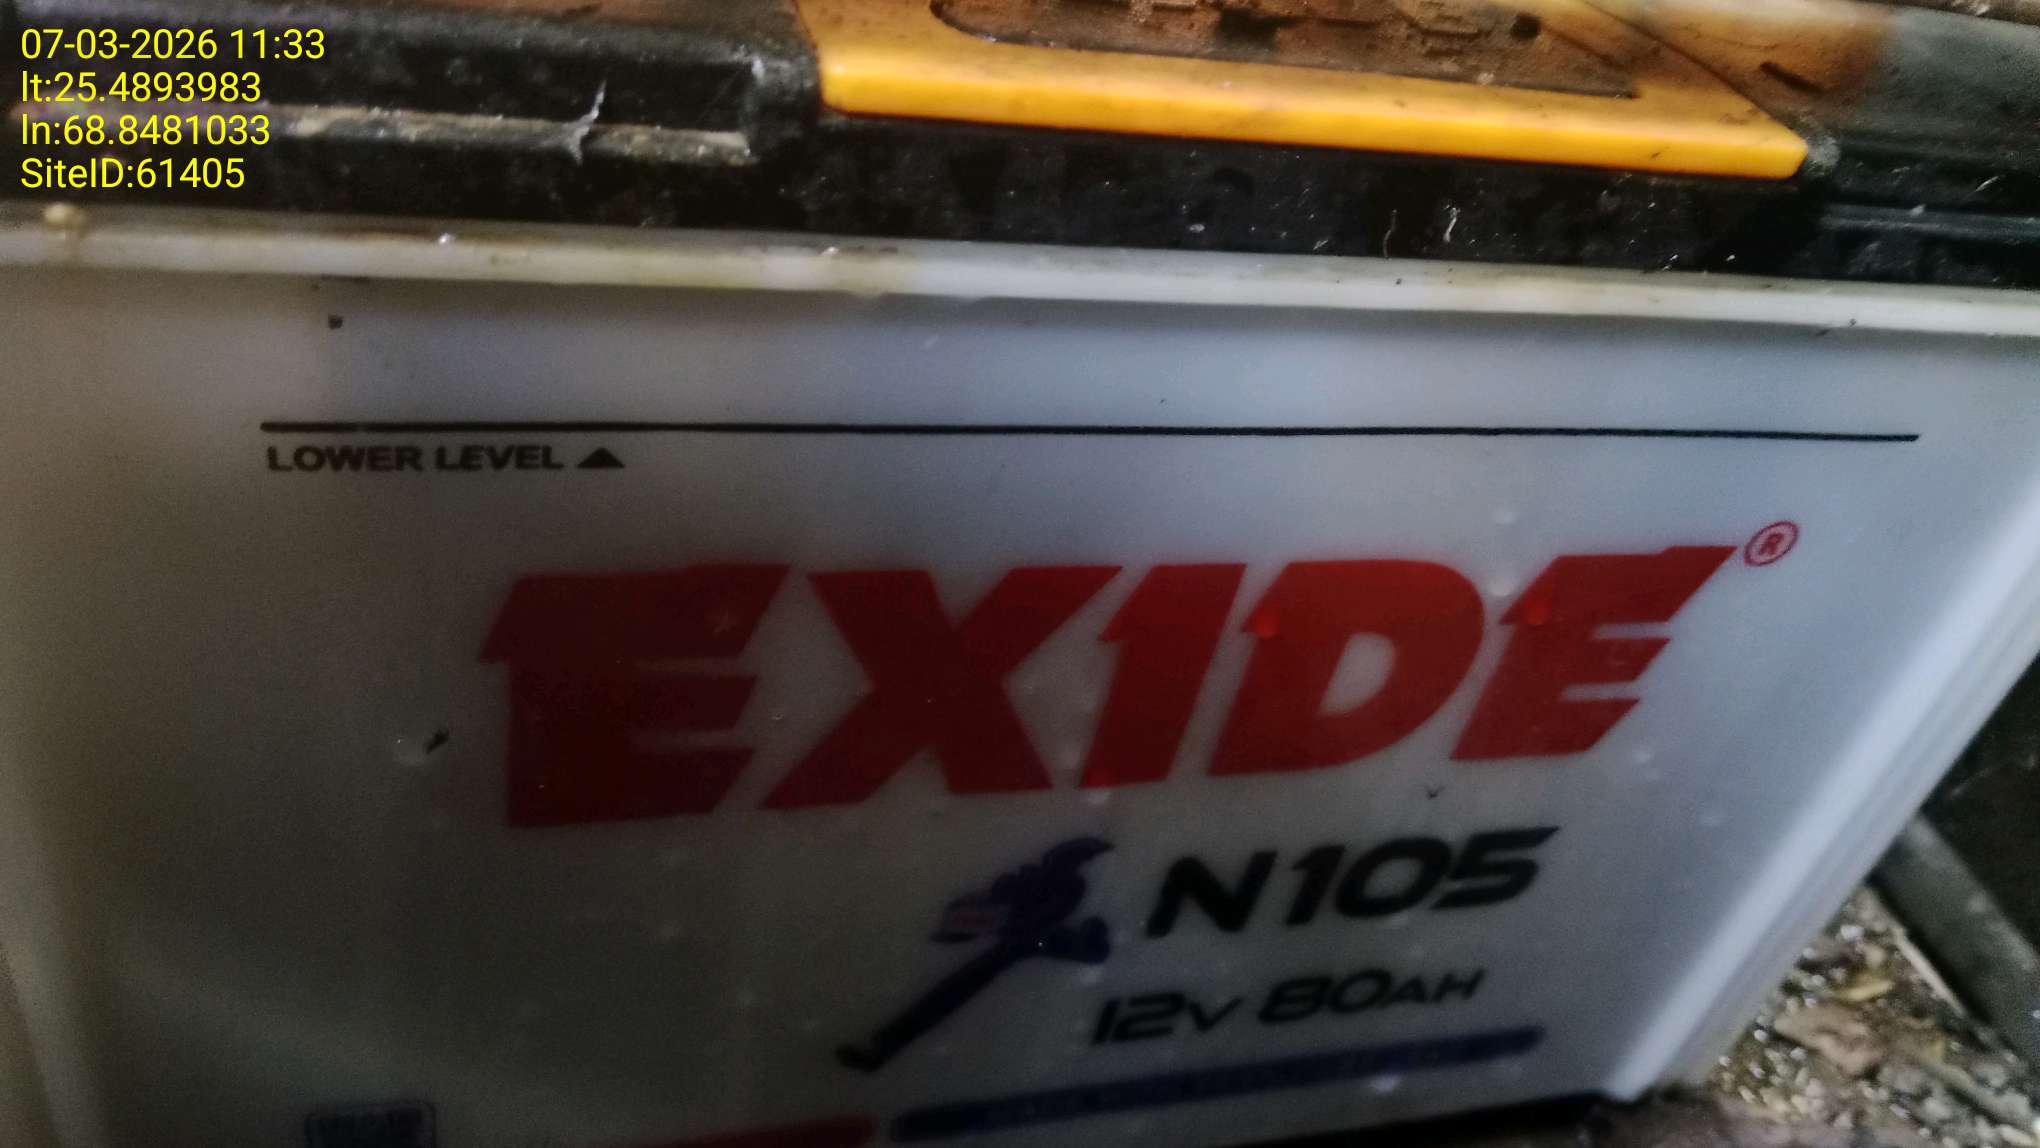 07-03-2026 11:33
lt:25.4893983
ln:68.8481033
SiteID:61405
LOWER LEVEL ▲
EXIDE®
N105
12V 80AH